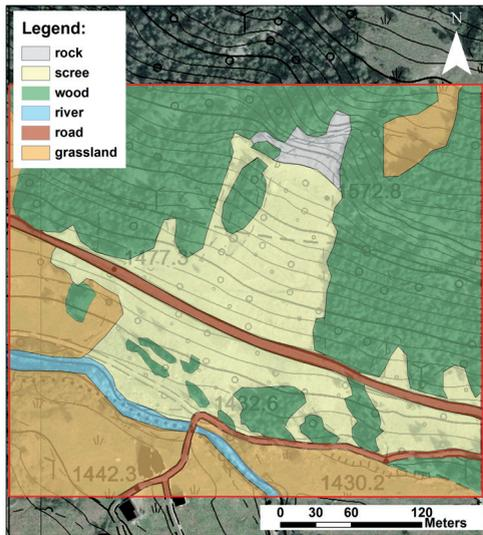 Legend:
rock
scree
wood
river
road
grassland
N
1572.8
1477.3
1432.6
1442.3
1430.2
0 30 60 120
Meters